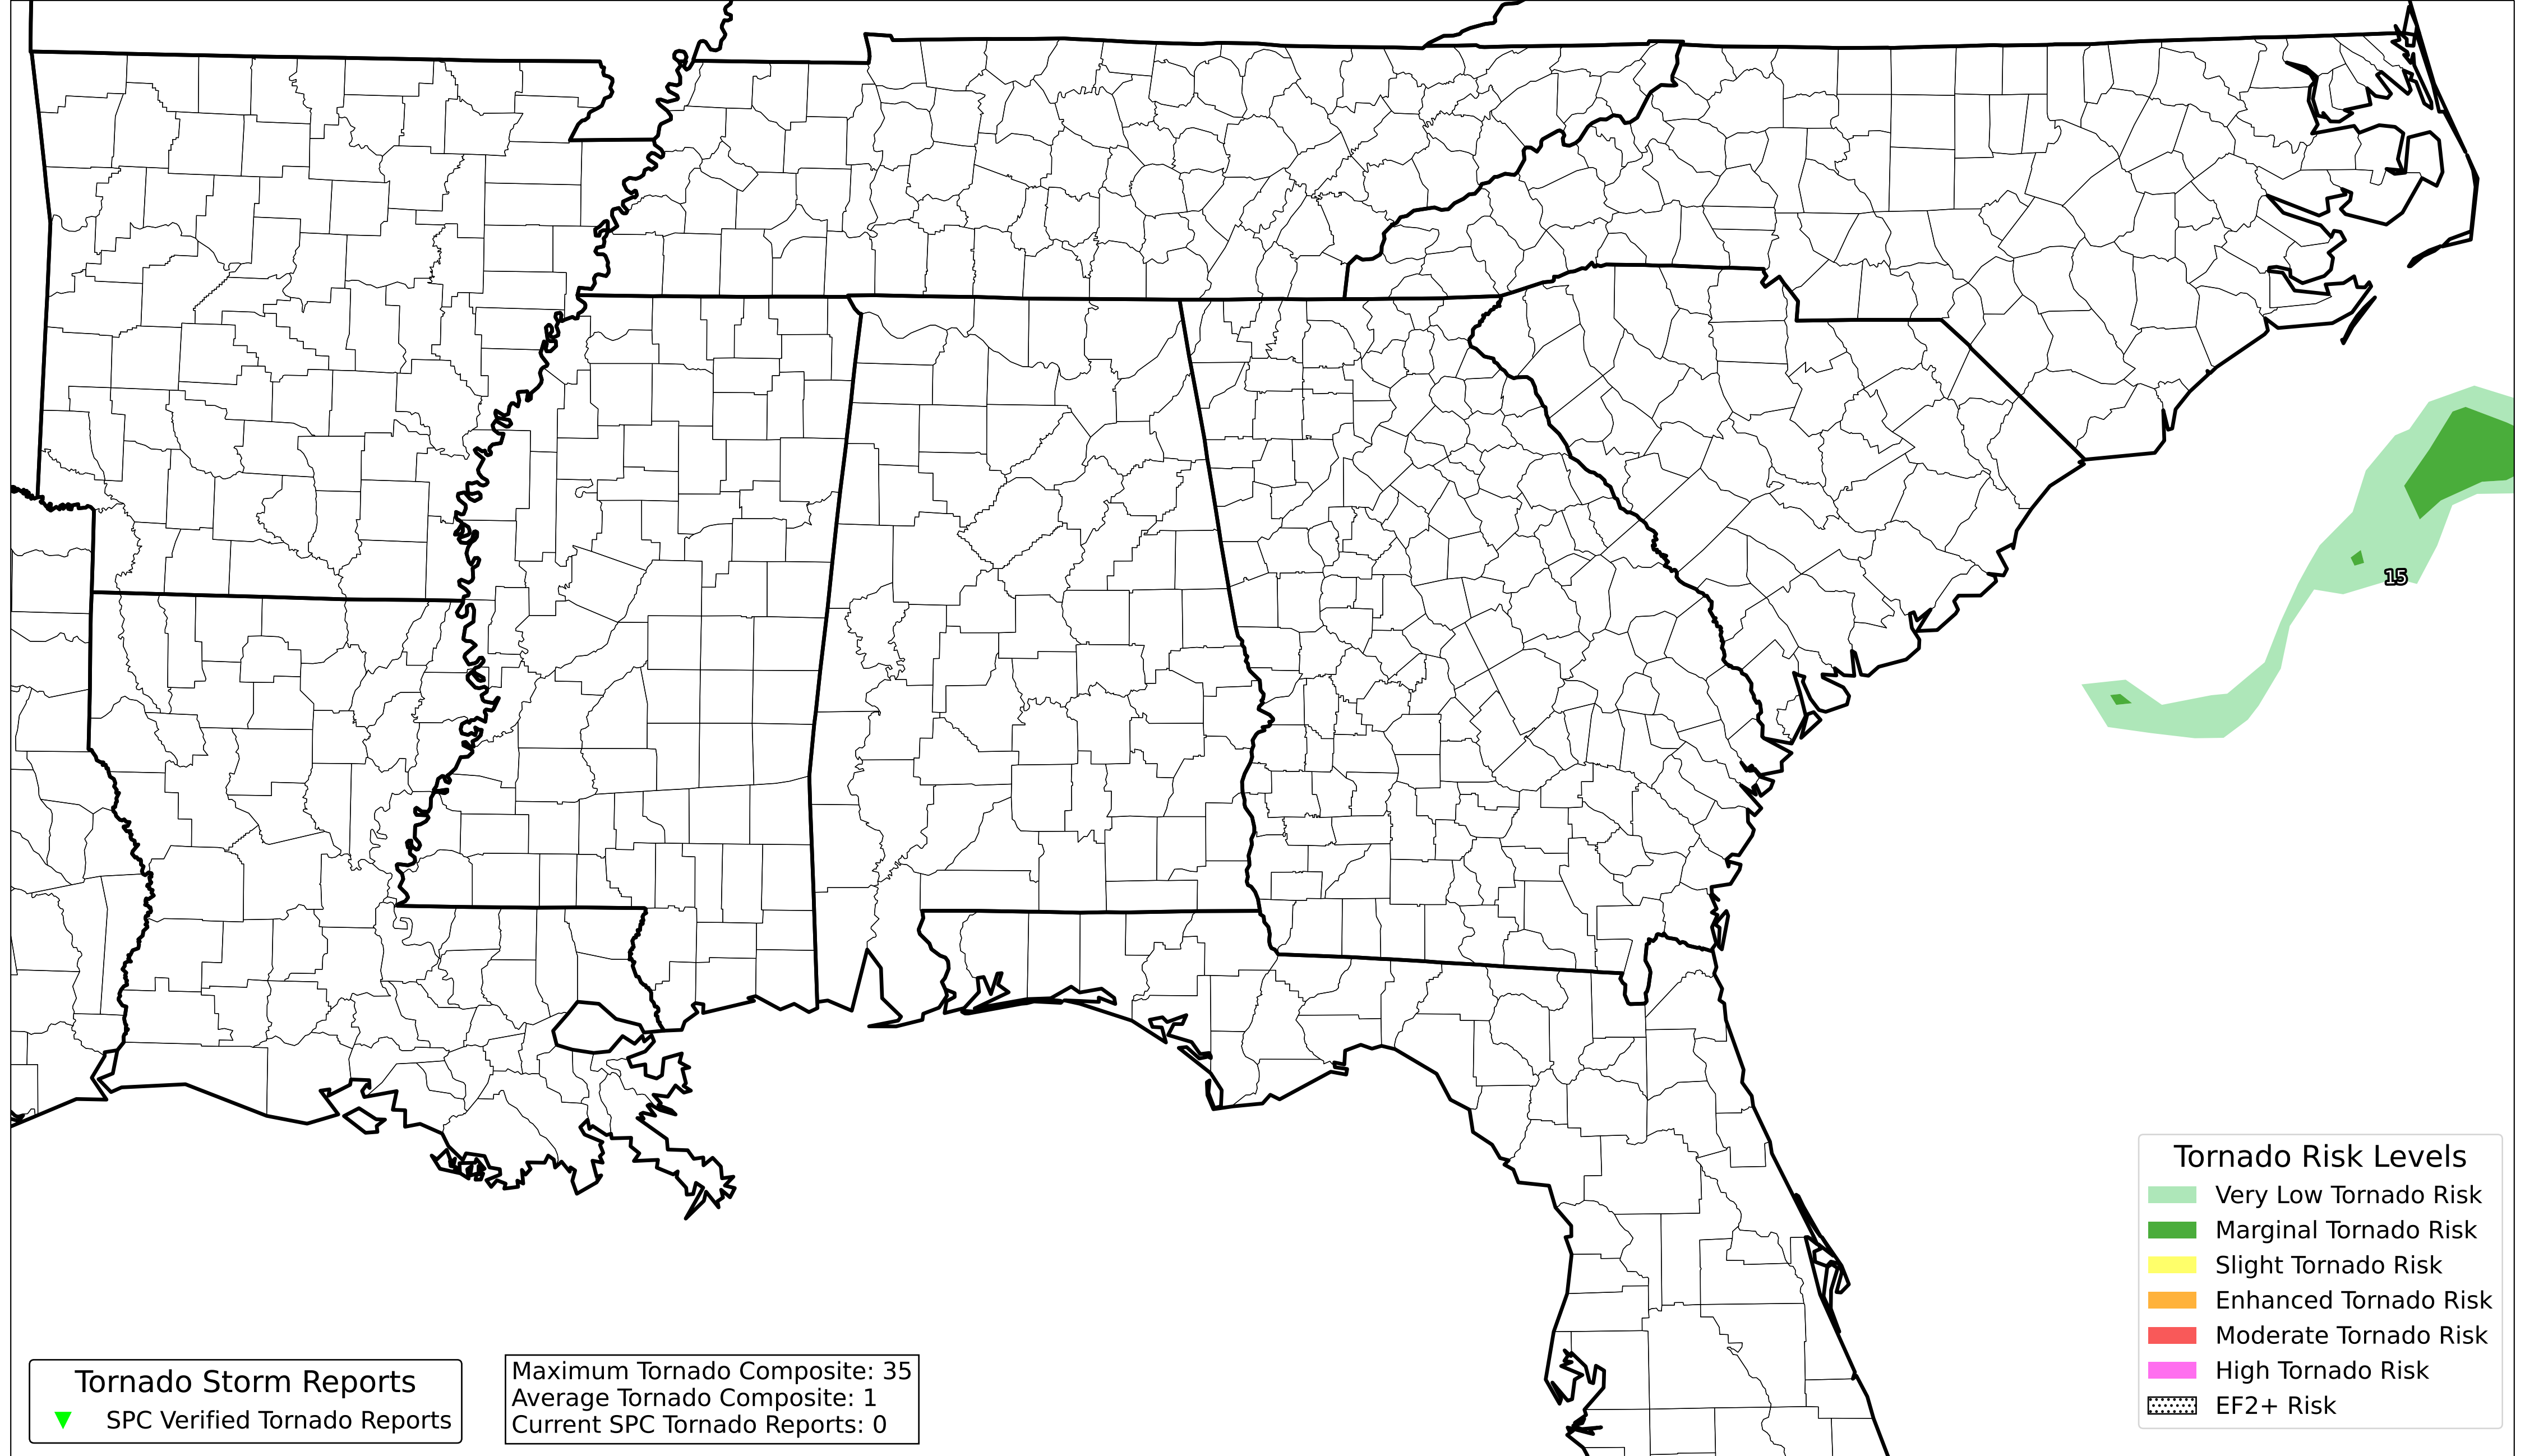 15
Tornado Risk Levels
Very Low Tornado Risk
Marginal Tornado Risk
Slight Tornado Risk
Enhanced Tornado Risk
Moderate Tornado Risk
High Tornado Risk
EF2+ Risk
Tornado Storm Reports
SPC Verified Tornado Reports
Maximum Tornado Composite: 35
Average Tornado Composite: 1
Current SPC Tornado Reports: 0